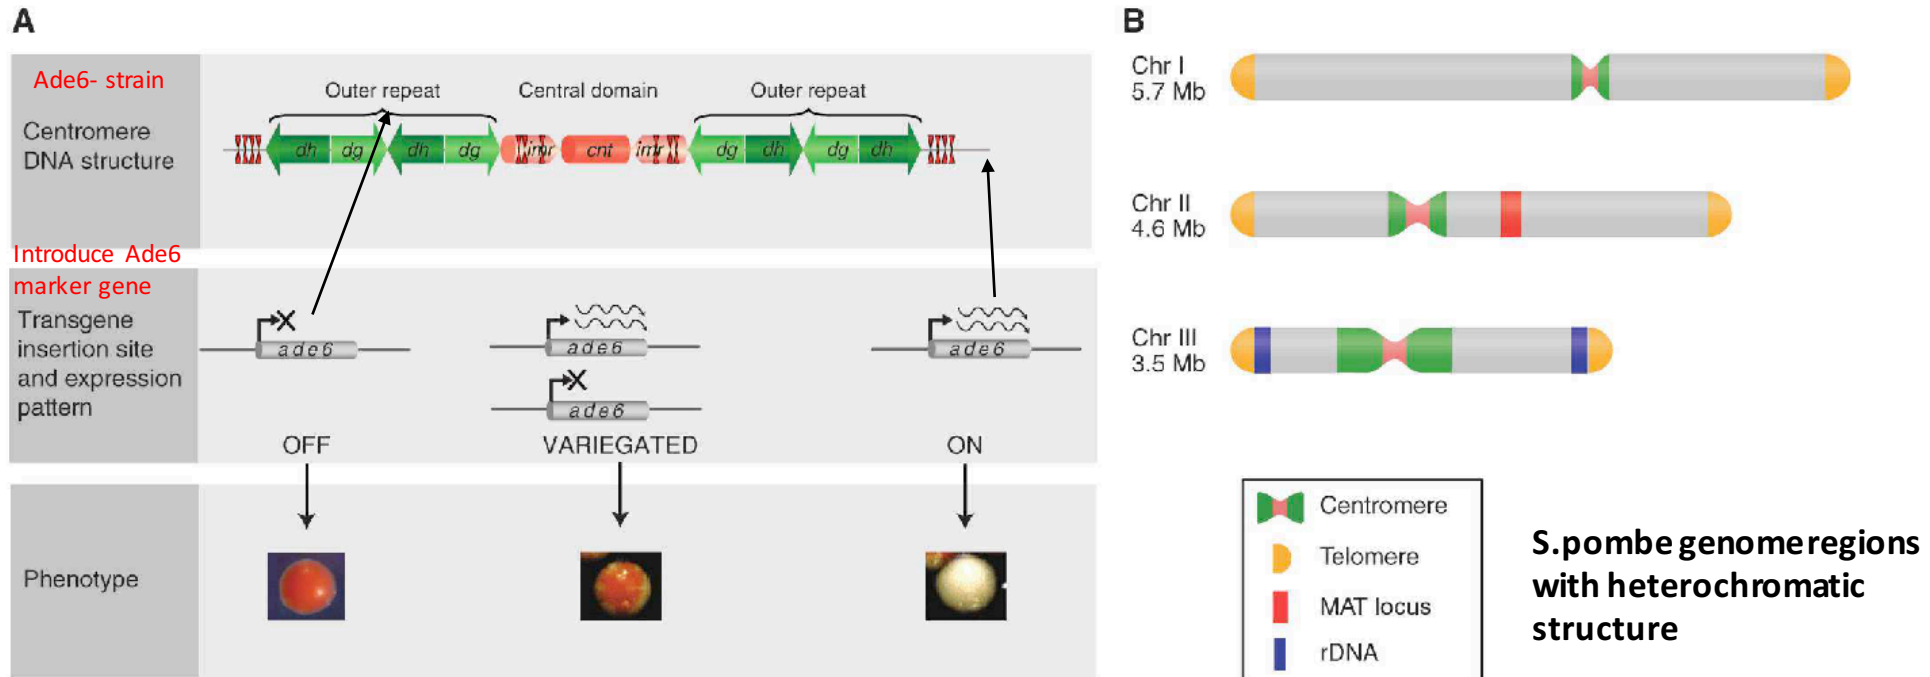 A
Ade6- strain
Centromere
DNA structure
Outer repeat
Central domain
Outer repeat
dh dg dh dg imr cnt imr dg dh dg dh
Introduce Ade6
marker gene
Transgene
insertion site
and expression
pattern
X
ade6
ade6
X
ade6
ade6
OFF
VARIEGATED
ON
Phenotype
B
Chr I
5.7 Mb
Chr II
4.6 Mb
Chr III
3.5 Mb
Centromere
Telomere
MAT locus
rDNA
S.pombe genome regions
with heterochromatic
structure